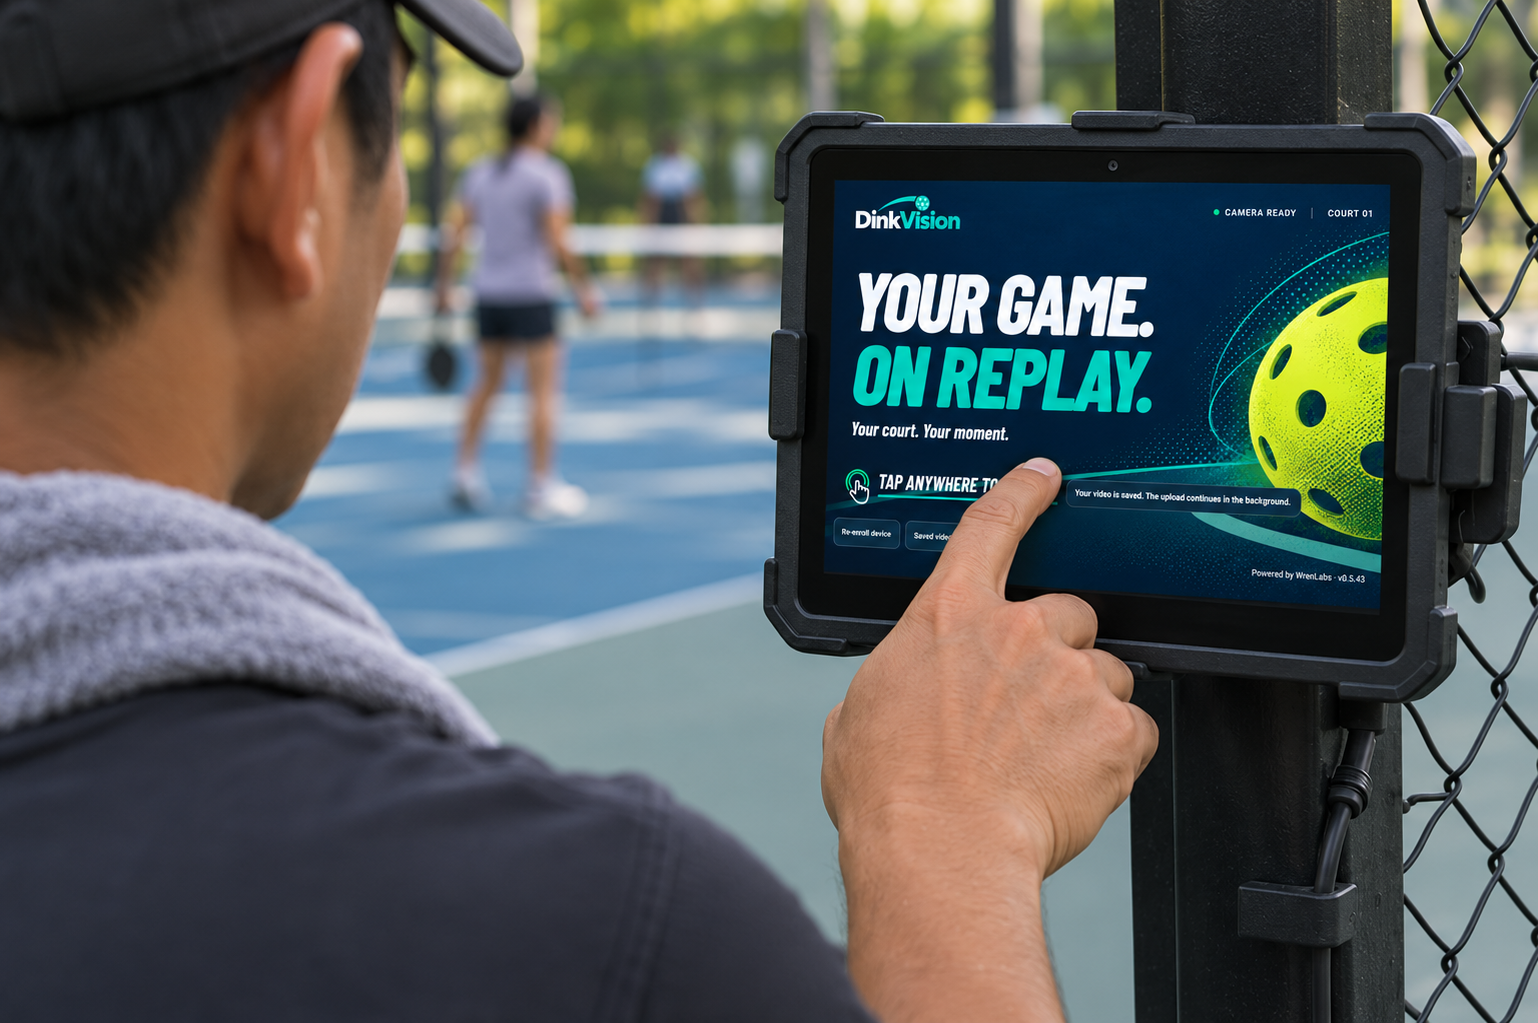 DinkVision
CAMERA READY | COURT 01
YOUR GAME.
ON REPLAY.
Your court. Your moment.
TAP ANYWHERE TO
Your video is saved. The upload continues in the background.
Re-enroll device
Saved video
Powered by WrenLabs · v0.5.43